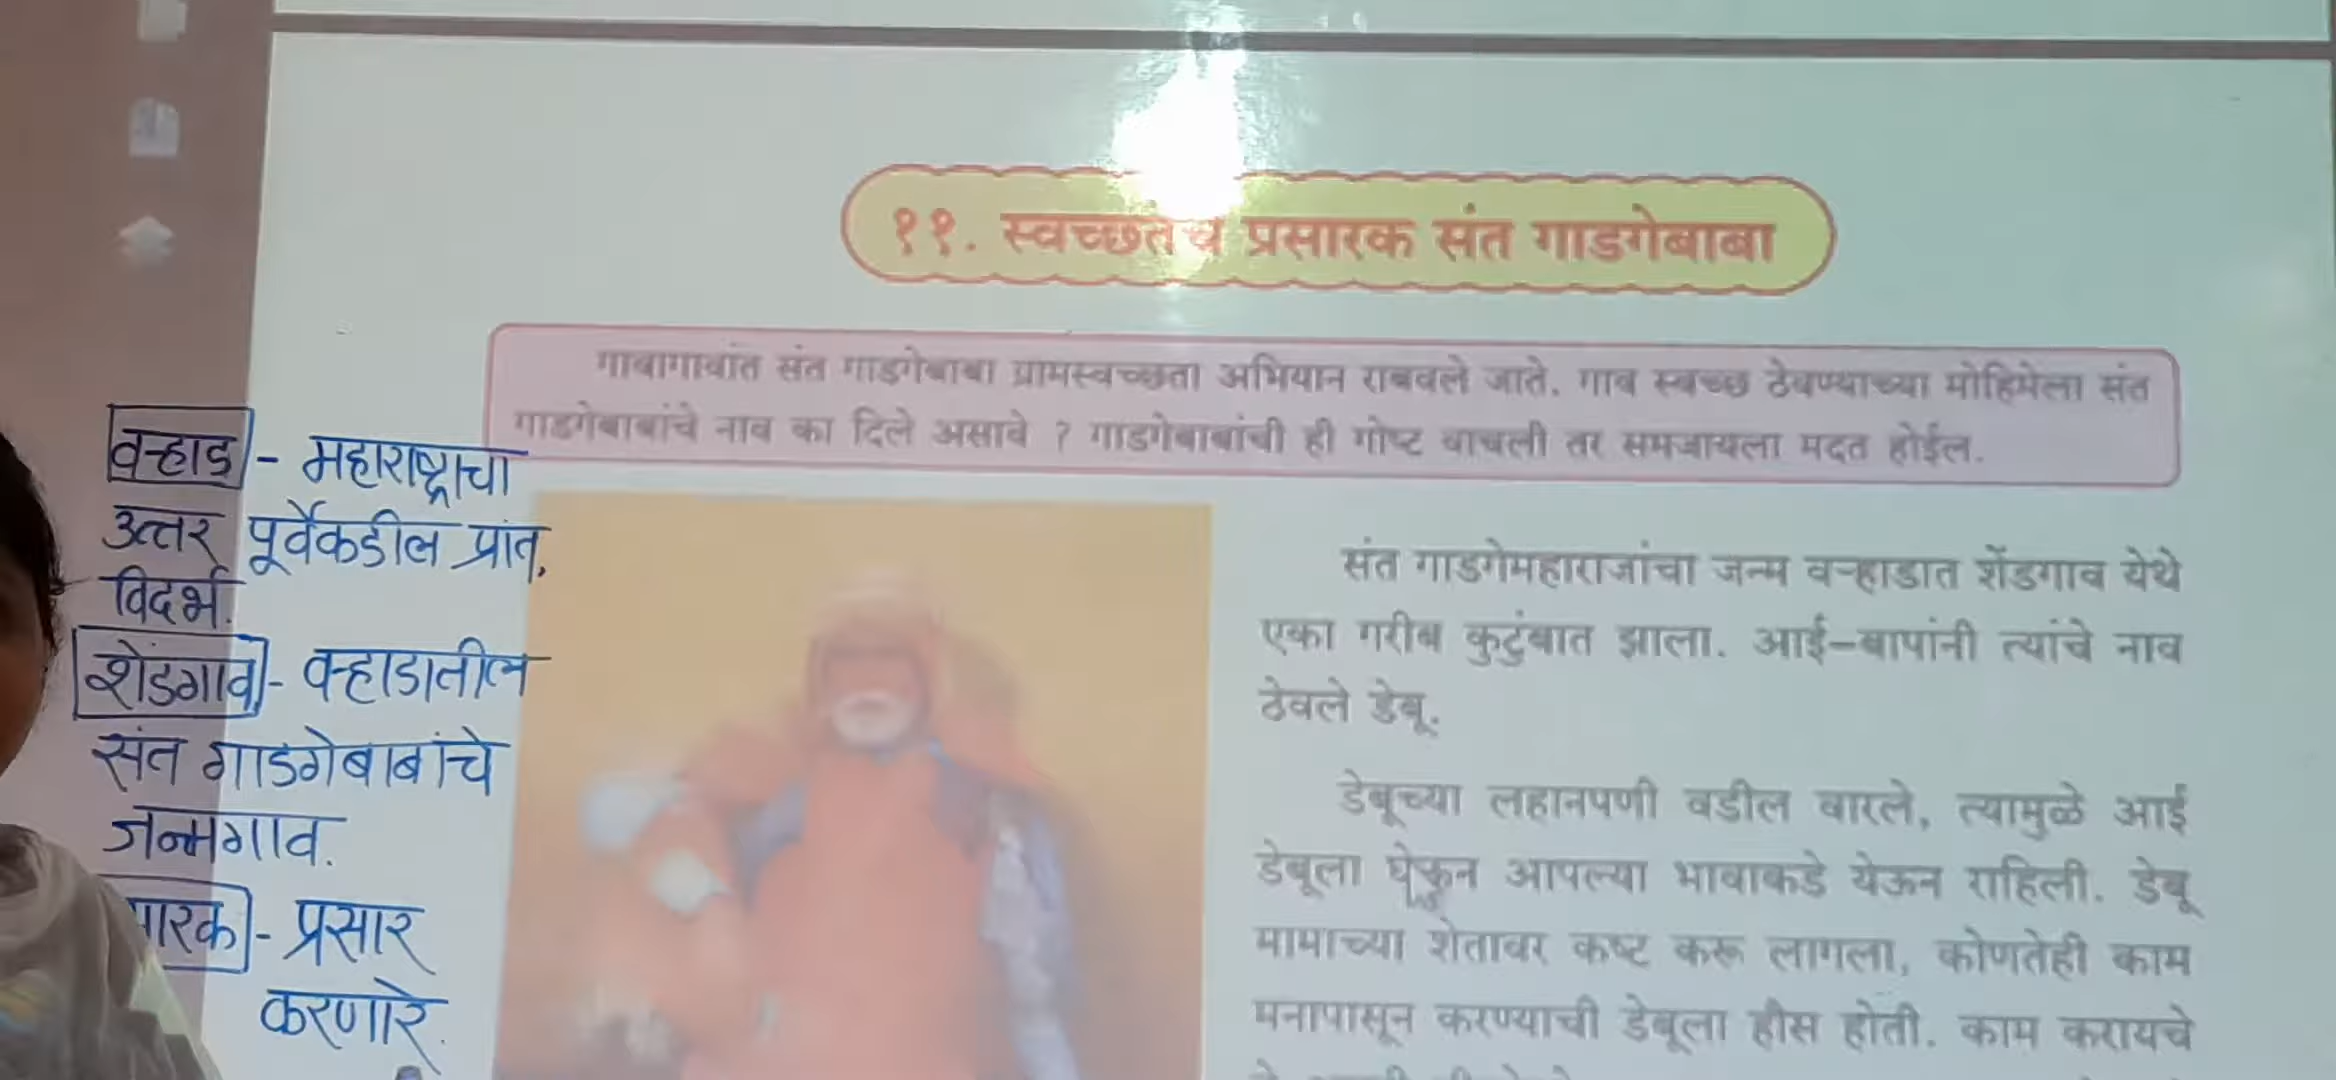 ११. स्वच्छतेचे प्रसारक संत गाडगेबाबा
गावागावांत संत गाडगेबाबा ग्रामस्वच्छता अभियान राबवले जाते. गाव स्वच्छ ठेवण्याच्या मोहिमेला संत
गाडगेबाबांचे नाव का दिले असावे ? गाडगेबाबांची ही गोष्ट वाचली तर समजायला मदत होईल.
वऱ्हाड - महाराष्ट्राचा
उत्तर पूर्वेकडील प्रांत,
विदर्भ.
शेंडगाव - वऱ्हाडातील
संत गाडगेबाबांचे
जन्मगाव.
- प्रसार
करणारे.
संत गाडगेमहाराजांचा जन्म वऱ्हाडात शेंडगाव येथे
एका गरीब कुटुंबात झाला. आई-बापांनी त्यांचे नाव
ठेवले डेबू.
डेबूच्या लहानपणी वडील वारले, त्यामुळे आई
डेबूला घेऊन आपल्या भावाकडे येऊन राहिली. डेबू
मामाच्या शेतावर कष्ट करू लागला, कोणतेही काम
मनापासून करण्याची डेबूला हौस होती. काम करायचे